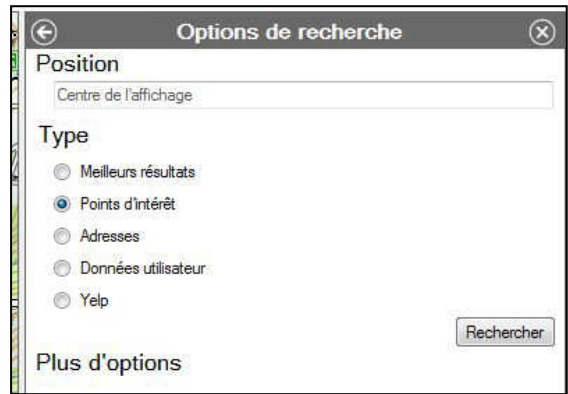 Options de recherche
Position
Centre de l'affichage
Type
Meilleurs résultats
Points d'intérêt
Adresses
Données utilisateur
Yelp
Rechercher
Plus d'options